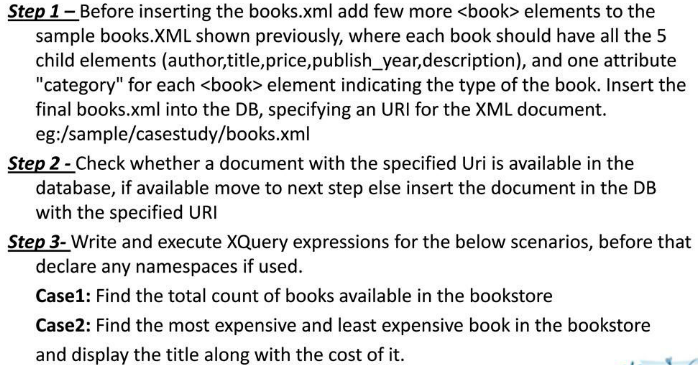 Step 1 – Before inserting the books.xml add few more <book> elements to the
sample books.XML shown previously, where each book should have all the 5
child elements (author,title,price,publish_year,description), and one attribute
"category" for each <book> element indicating the type of the book. Insert the
final books.xml into the DB, specifying an URI for the XML document.
eg:/sample/casestudy/books.xml
Step 2 - Check whether a document with the specified Uri is available in the
database, if available move to next step else insert the document in the DB
with the specified URI
Step 3- Write and execute XQuery expressions for the below scenarios, before that
declare any namespaces if used.
Case1: Find the total count of books available in the bookstore
Case2: Find the most expensive and least expensive book in the bookstore
and display the title along with the cost of it.